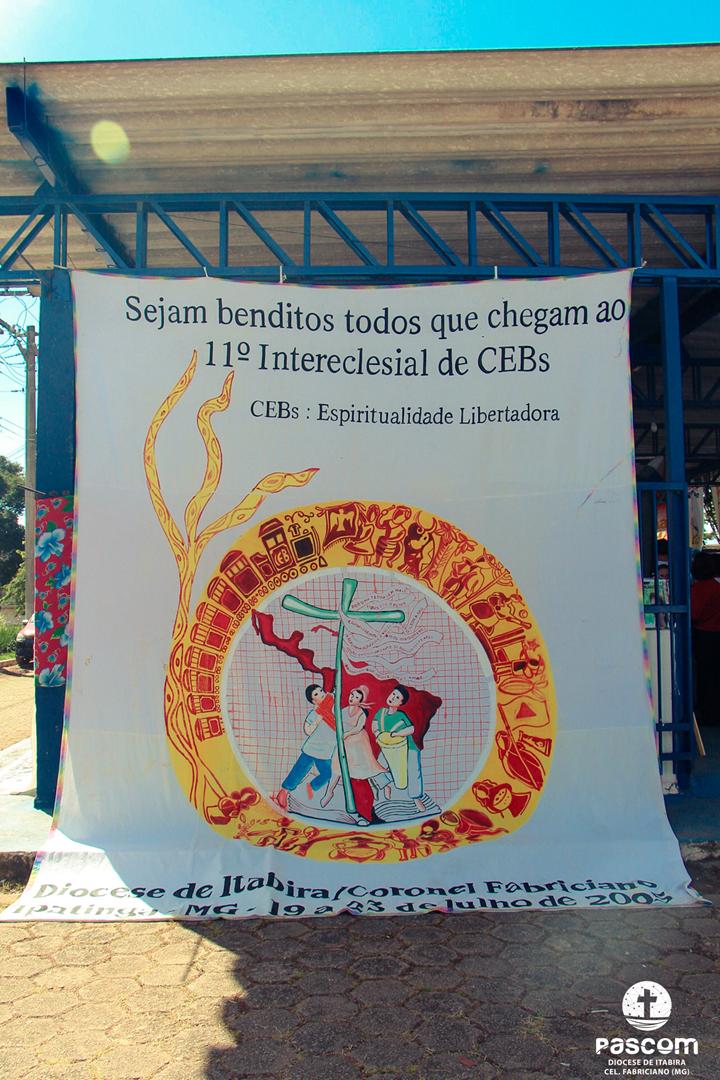 Sejam benditos todos que chegam ao
11º Intereclesial de CEBs
CEBs : Espiritualidade Libertadora
CEB
Diocese de Itabira/Coronel Fabriciano
Ipatinga - MG - 19 a 23 de Julho de 2005
PASCOM
DIOCESE DE ITABIRA
CEL. FABRICIANO (MG)